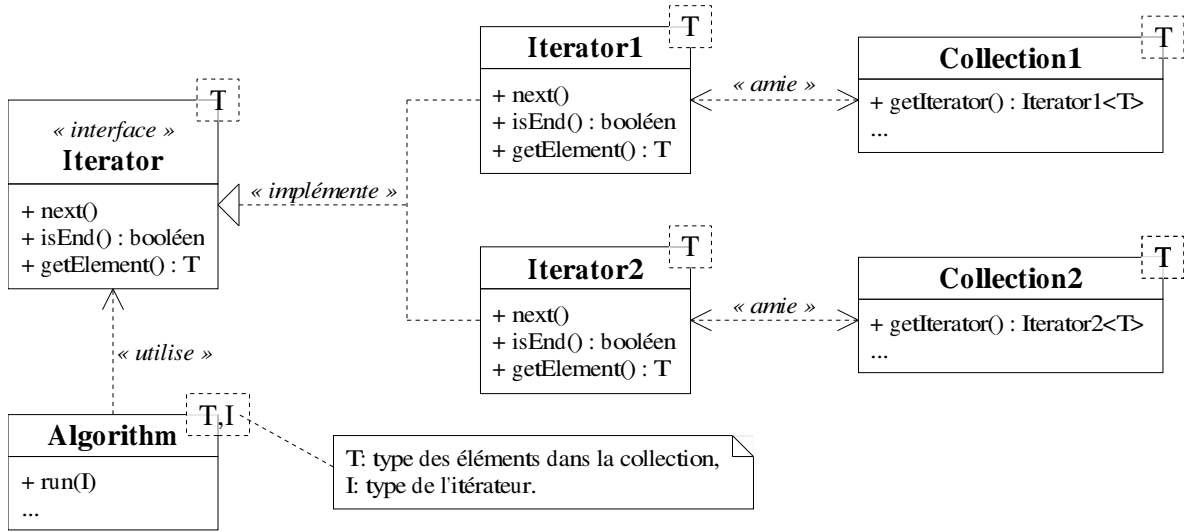 T
« interface »
Iterator
+ next()
+ isEnd() : booléen
+ getElement() : T
« implémente »
T
Iterator1
+ next()
+ isEnd() : booléen
+ getElement() : T
« amie »
T
Collection1
+ getIterator() : Iterator1<T>
...
T
Iterator2
+ next()
+ isEnd() : booléen
+ getElement() : T
« amie »
T
Collection2
+ getIterator() : Iterator2<T>
...
« utilise »
T,I
Algorithm
+ run(I)
...
T: type des éléments dans la collection,
I: type de l'itérateur.